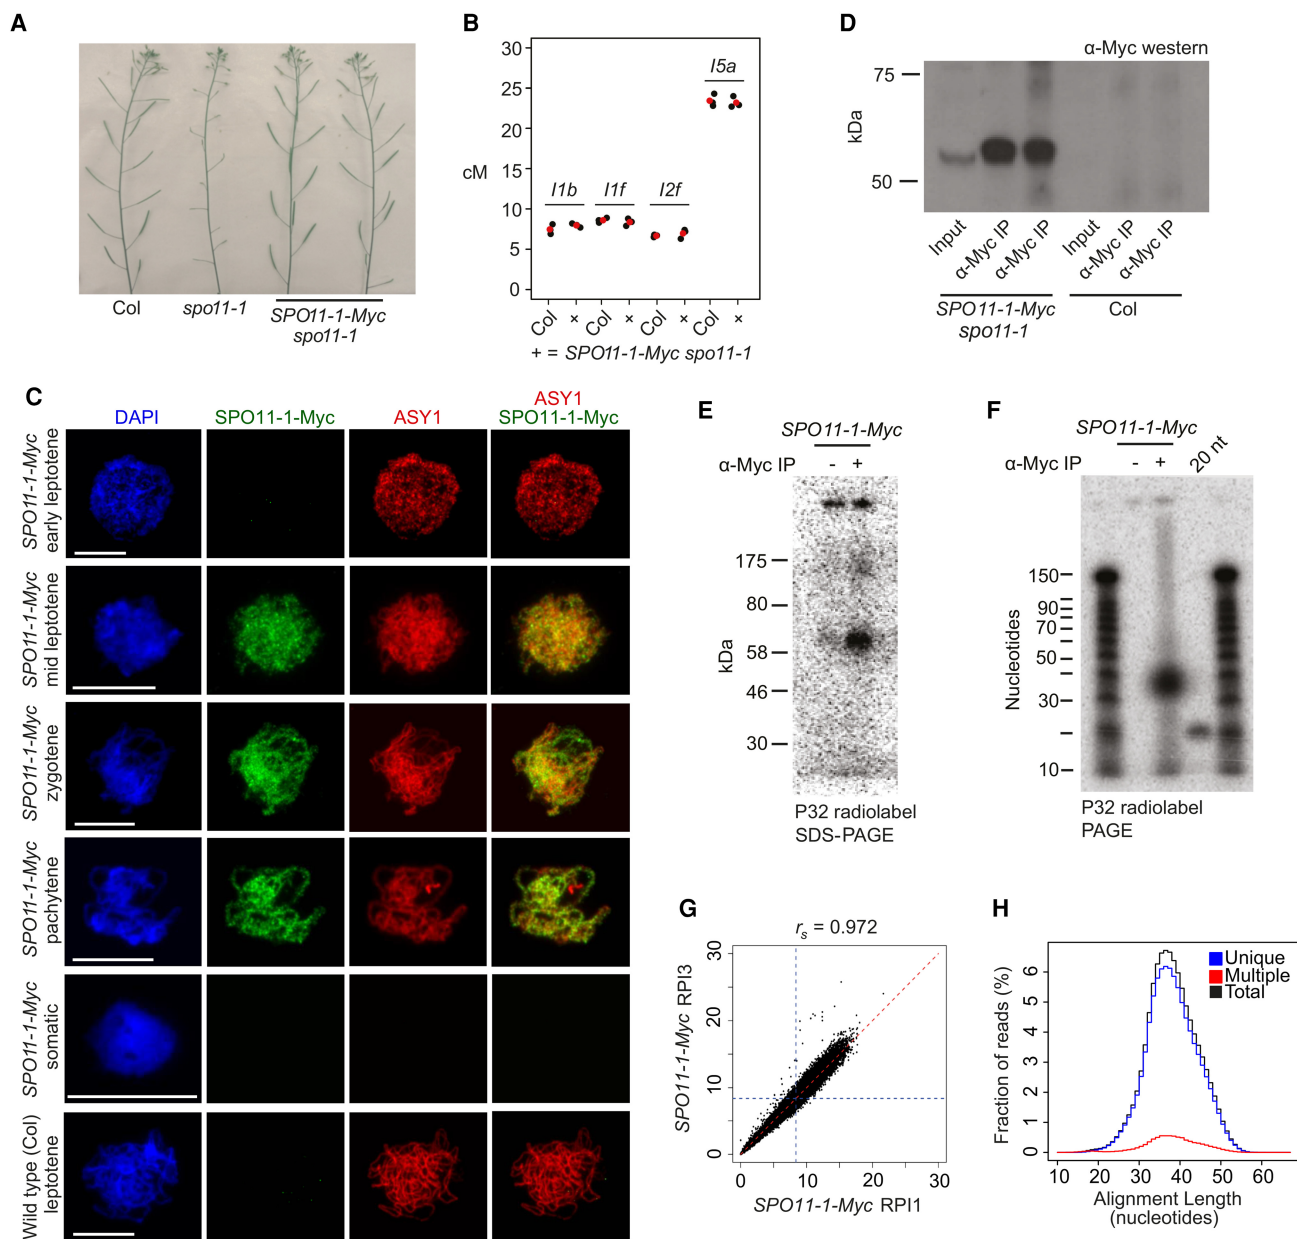 A
Col
spo11-1
SPO11-1-Myc
spo11-1
B
cM
30
25
20
15
10
5
0
I1b
I1f
I2f
I5a
Col
+
Col
+
Col
+
Col
+
+ = SPO11-1-Myc spo11-1
C
DAPI
SPO11-1-Myc
ASY1
ASY1
SPO11-1-Myc
SPO11-1-Myc
early leptotene
SPO11-1-Myc
mid leptotene
SPO11-1-Myc
zygotene
SPO11-1-Myc
pachytene
SPO11-1-Myc
somatic
Wild type (Col)
leptotene
D
α-Myc western
kDa
75
50
Input
α-Myc IP
α-Myc IP
Input
α-Myc IP
α-Myc IP
SPO11-1-Myc
spo11-1
Col
E
SPO11-1-Myc
α-Myc IP
-
+
kDa
175
80
58
46
30
P32 radiolabel
SDS-PAGE
F
SPO11-1-Myc
α-Myc IP
-
+
20 nt
Nucleotides
150
90
70
50
30
10
P32 radiolabel
PAGE
G
rs = 0.972
SPO11-1-Myc RPI3
30
20
10
0
0
10
20
30
SPO11-1-Myc RPI1
H
Unique
Multiple
Total
Fraction of reads (%)
6
5
4
3
2
1
0
10
20
30
40
50
60
Alignment Length
(nucleotides)